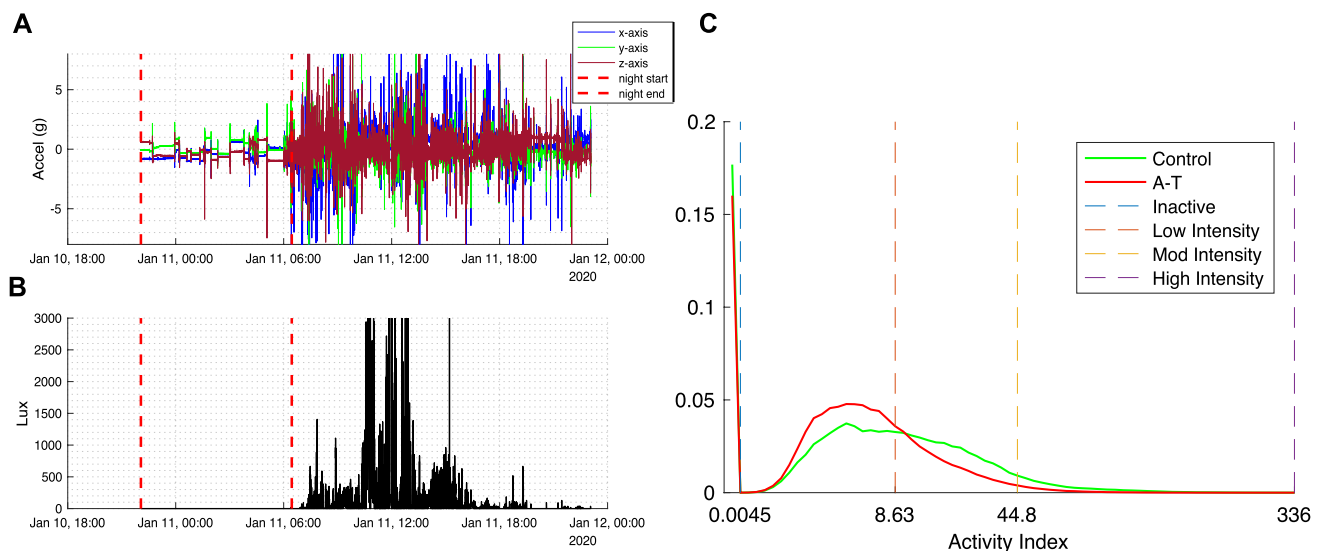 A
x-axis
y-axis
z-axis
night start
night end
Accel (g)
5
0
-5
Jan 10, 18:00 Jan 11, 00:00 Jan 11, 06:00 Jan 11, 12:00 Jan 11, 18:00 Jan 12, 00:00
2020
B
Lux
3000
2500
2000
1500
1000
500
0
Jan 10, 18:00 Jan 11, 00:00 Jan 11, 06:00 Jan 11, 12:00 Jan 11, 18:00 Jan 12, 00:00
2020
C
0.2
0.15
0.1
0.05
0
Control
A-T
Inactive
Low Intensity
Mod Intensity
High Intensity
0.0045 8.63 44.8 336
Activity Index